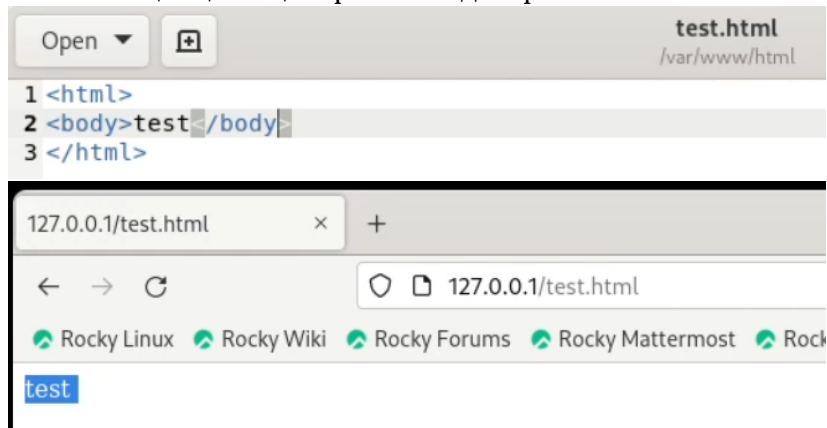 Open
test.html
/var/www/html
1 <html>
2 <body>test</body>
3 </html>
127.0.0.1/test.html × +
127.0.0.1/test.html
Rocky Linux Rocky Wiki Rocky Forums Rocky Mattermost Rock
test